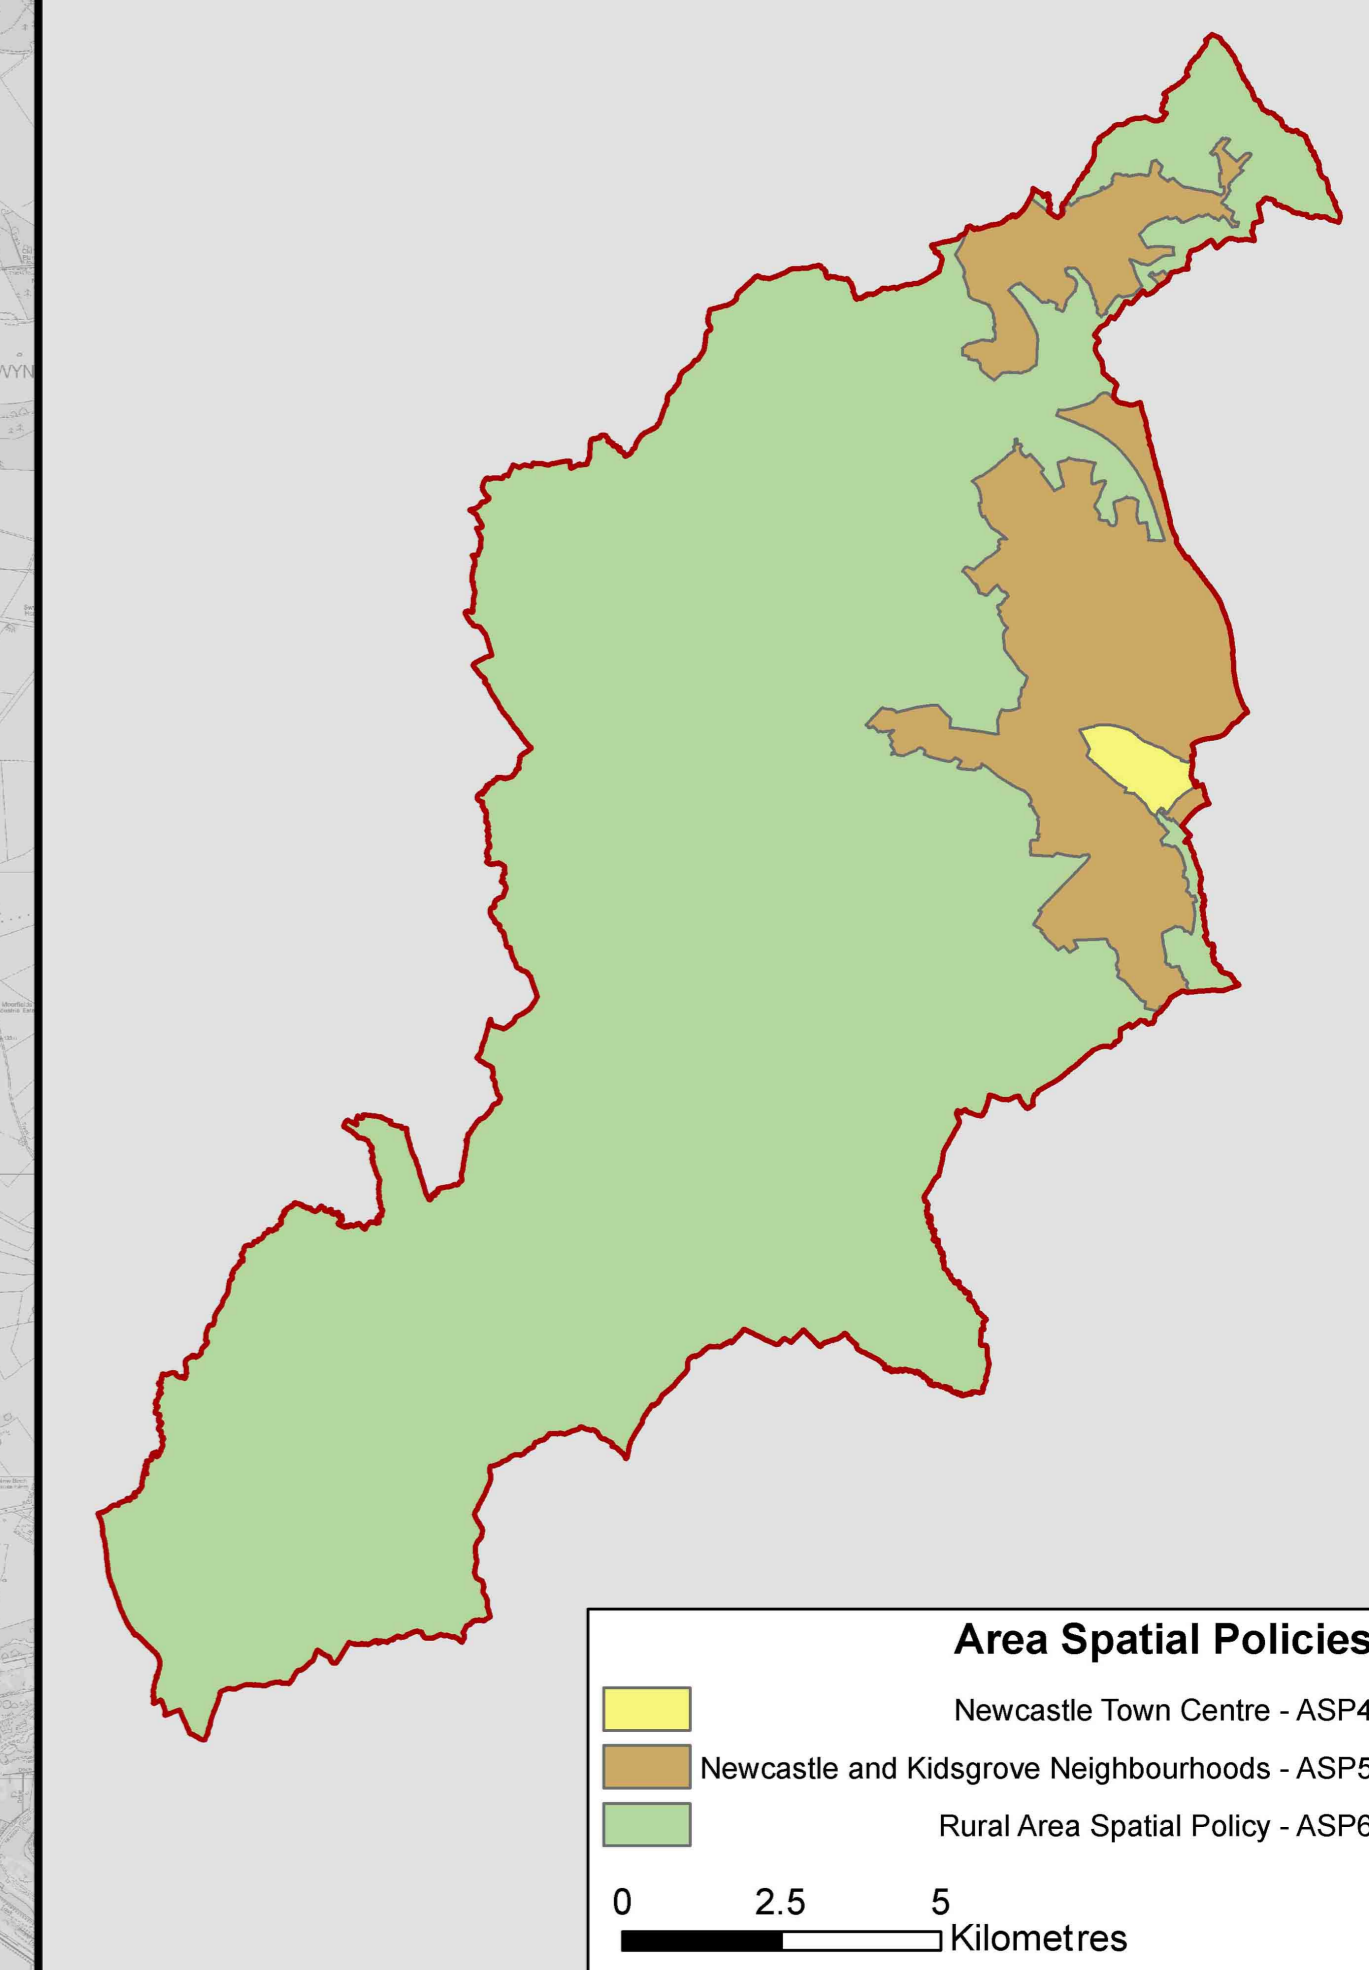 WYN
Area Spatial Policies
Newcastle Town Centre - ASP4
Newcastle and Kidsgrove Neighbourhoods - ASP5
Rural Area Spatial Policy - ASP6
0 2.5 5
Kilometres